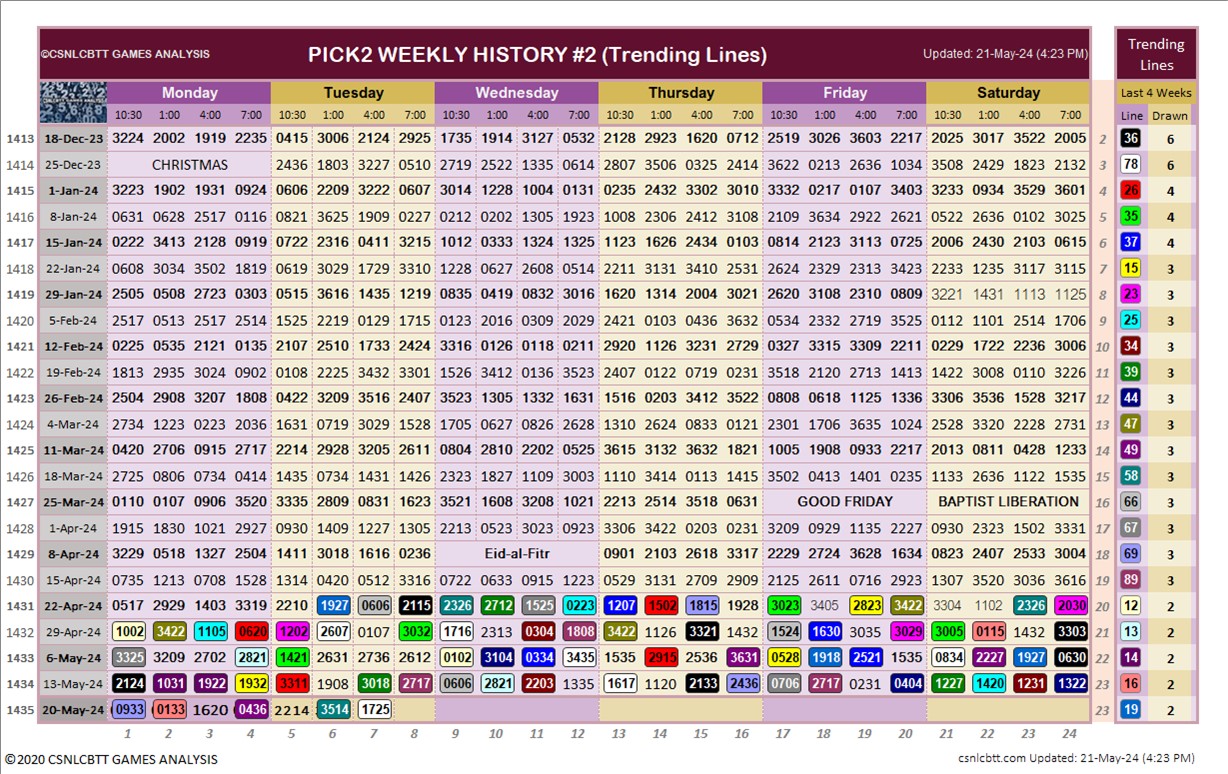 ©CSNLCBTT GAMES ANALYSIS PICK2 WEEKLY HISTORY #2 (Trending Lines) Updated: 21-May-24 (4:23 PM) Trending Lines
Monday Tuesday Wednesday Thursday Friday Saturday Last 4 Weeks
10:30 1:00 4:00 7:00 10:30 1:00 4:00 7:00 10:30 1:00 4:00 7:00 10:30 1:00 4:00 7:00 10:30 1:00 4:00 7:00 10:30 1:00 4:00 7:00 Line Drawn
1413 18-Dec-23 3224 2002 1919 2235 0415 3006 2124 2925 1735 1914 3127 0532 2128 2923 1620 0712 2519 3026 3603 2217 2025 3017 3522 2005 2 36 6
1414 25-Dec-23 CHRISTMAS 2436 1803 3227 0510 2719 2522 1335 0614 2807 3506 0325 2414 3622 0213 2636 1034 3508 2429 1823 2132 3 78 6
1415 1-Jan-24 3223 1902 1931 0924 0606 2209 3222 0607 3014 1228 1004 0131 0235 2432 3302 3010 3332 0217 0107 3403 3233 0934 3529 3601 4 26 4
1416 8-Jan-24 0631 0628 2517 0116 0821 3625 1909 0227 0212 0202 1305 1923 1008 2306 2412 3108 2109 3634 2922 2621 0522 2636 0102 3025 5 35 4
1417 15-Jan-24 0222 3413 2128 0919 0722 2316 0411 3215 1012 0333 1324 1325 1123 1626 2434 0103 0814 2123 3113 0725 2006 2430 2103 0615 6 37 4
1418 22-Jan-24 0608 3034 3502 1819 0619 3029 1729 3310 1228 0627 2608 0514 2211 3131 3410 2531 2624 2329 2313 3423 2233 1235 3117 3115 7 15 3
1419 29-Jan-24 2505 0508 2723 0303 0515 3616 1435 1219 0835 0419 0832 3016 1620 1314 2004 3021 2620 3108 2310 0809 3221 1431 1113 1125 8 23 3
1420 5-Feb-24 2517 0513 2517 2514 1525 2219 0129 1715 0123 2016 0309 2029 2421 0103 0436 3632 0534 2332 2719 3525 0112 1101 2514 1706 9 25 3
1421 12-Feb-24 0225 0535 2121 0135 2107 2510 1733 2424 3316 0126 0118 0211 2920 1126 3231 2729 0327 3315 3309 2211 0229 1722 2236 3006 10 34 3
1422 19-Feb-24 1813 2935 3024 0902 0108 2225 3432 3301 1526 3412 0136 3523 2407 0122 0719 0231 3518 2120 2713 1413 1422 3008 0110 3226 11 39 3
1423 26-Feb-24 2504 2908 3207 1808 0422 3209 3516 2407 3523 1305 1332 1631 1516 0203 3412 3522 0808 0618 1125 1336 3306 3536 1528 3217 12 44 3
1424 4-Mar-24 2734 1223 0223 2036 1631 0719 3029 1528 1705 0627 0826 2628 1310 2624 0833 0121 2301 1706 3635 1024 2528 3320 2228 2731 13 47 3
1425 11-Mar-24 0420 2706 0915 2717 2214 2928 3205 2611 0804 2810 2202 0525 3615 3132 3632 1821 1005 1908 0933 2217 2013 0811 0428 1233 14 49 3
1426 18-Mar-24 2725 0806 0734 0414 1435 0734 1431 1423 2323 1827 1109 3003 1110 3414 3414 1415 3502 0413 1401 0235 1133 2636 1122 1535 15 58 3
1427 25-Mar-24 0110 0107 0906 3520 3335 2809 0831 1623 3521 1608 3208 1021 2213 2514 3518 0631 GOOD FRIDAY BAPTIST LIBERATION 16 66 3
1428 1-Apr-24 1915 1830 1021 2927 0930 1409 1227 1305 2213 0523 3023 0923 3306 3422 0203 0231 3209 0929 1135 2227 0930 2323 1502 3331 17 67 3
1429 8-Apr-24 3229 0518 1327 2504 1411 3018 1616 0236 Eid-al-Fitr 0901 2103 2618 3317 2229 2724 3628 1634 0823 2407 2533 3004 18 69 3
1430 15-Apr-24 0735 1213 0708 1528 1314 0420 0512 3316 0722 0633 0915 1223 0529 3131 2709 2909 2125 2611 0716 2923 1307 3520 3036 3616 19 89 3
1431 22-Apr-24 0517 2929 1403 3319 2210 1927 0606 2115 2326 2712 1525 0223 1207 1502 1815 1928 3023 3405 2823 3422 3304 1102 2326 2030 20 12 2
1432 29-Apr-24 1002 3422 1105 0620 1202 2607 0107 3032 1716 2313 0304 1808 3422 1126 3321 1432 1524 1630 3035 3029 3005 0115 1432 3303 21 13 2
1433 6-May-24 3325 3209 2702 2821 1421 2631 2736 2612 0102 3104 0334 3435 1535 2915 2536 3631 0528 1918 2521 1535 0834 2227 1927 0630 22 14 2
1434 13-May-24 2124 1031 1922 1932 3311 1908 3018 2717 0606 2821 2203 1335 1617 1120 2133 2436 0706 2717 0231 0404 1227 1420 1231 1322 23 16 2
1435 20-May-24 0933 0133 1620 0436 2214 3514 1725 23 19 2
1 2 3 4 5 6 7 8 9 10 11 12 13 14 15 16 17 18 19 20 21 22 23 24
©2020 CSNLCBTT GAMES ANALYSIS csnlcbtt.com Updated: 21-May-24 (4:23 PM)